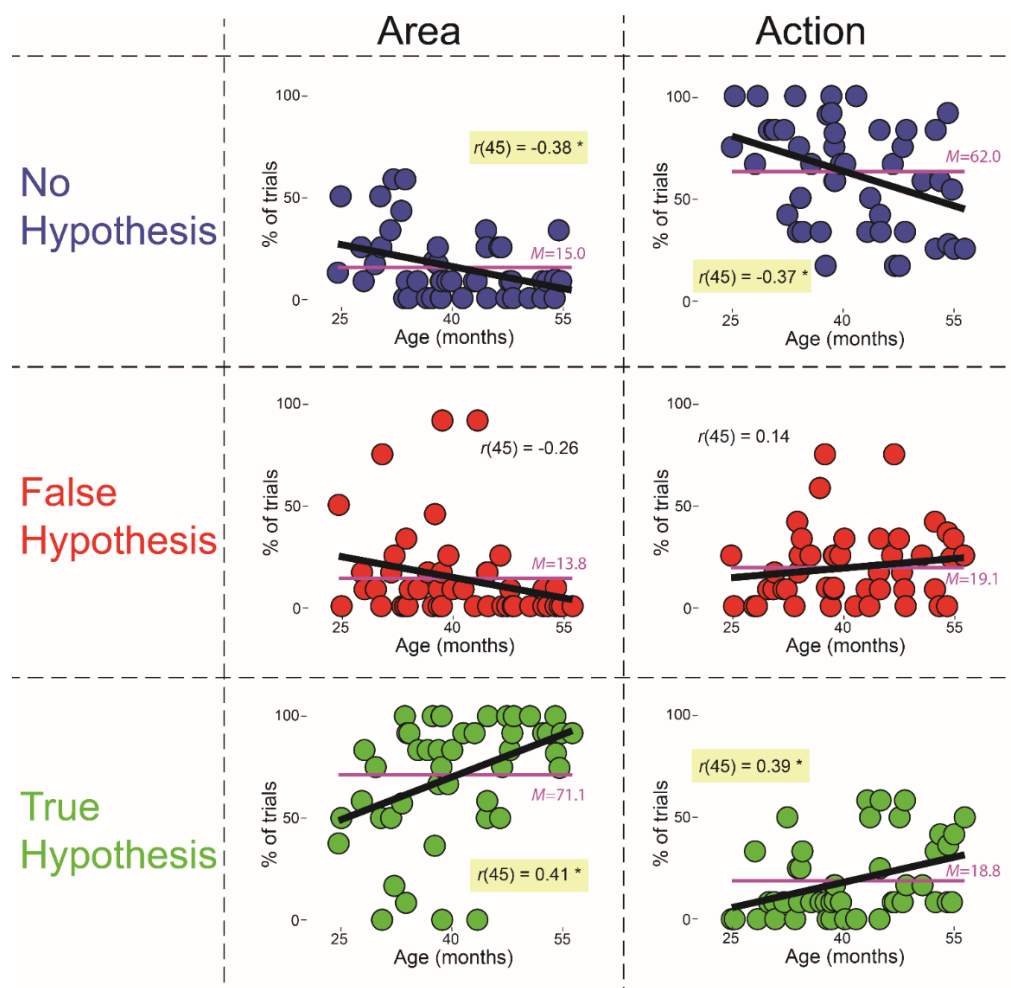 Area
Action
No
Hypothesis
% of trials
100-
50-
0-
r(45) = -0.38 *
M=15.0
25
40
55
Age (months)
% of trials
100-
50-
0-
M=62.0
r(45) = -0.37 *
25
40
55
Age (months)
False
Hypothesis
% of trials
100-
50-
0-
r(45) = -0.26
M=13.8
25
40
55
Age (months)
% of trials
100-
50-
0-
r(45) = 0.14
M=19.1
25
40
55
Age (months)
True
Hypothesis
% of trials
100-
50-
0-
M=71.1
r(45) = 0.41 *
25
40
55
Age (months)
% of trials
100-
50-
0-
r(45) = 0.39 *
M=18.8
25
40
55
Age (months)